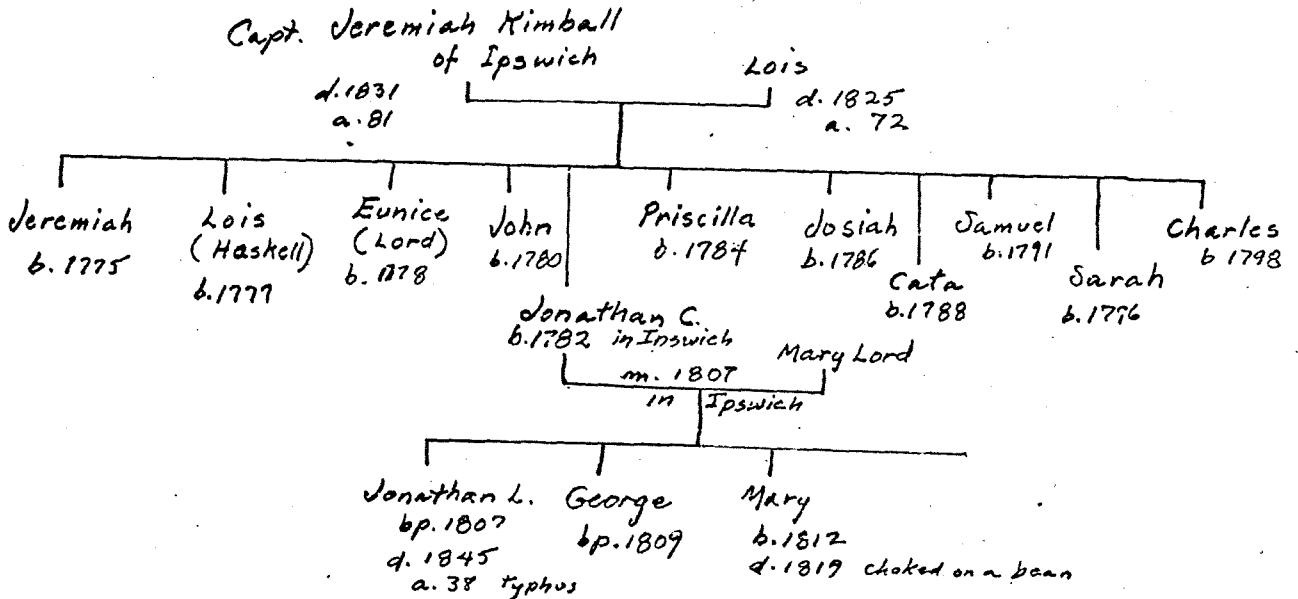 Capt. Jeremiah Kimball
of Ipswich
d. 1831
a. 81
Lois
d. 1825
a. 72
Jeremiah
b. 1775
Lois
(Haskell)
b. 1777
Eunice
(Lord)
b. 1778
John
b. 1780
Jonathan C.
b. 1782 in Ipswich
Priscilla
b. 1784
Josiah
b. 1786
Cata
b. 1788
Samuel
b. 1791
Sarah
b. 1796
Charles
b 1798
Mary Lord
m. 1807
in Ipswich
Jonathan L.
bp. 1807
d. 1845
a. 38 typhus
George
bp. 1809
Mary
b. 1812
d. 1819 choked on a bean